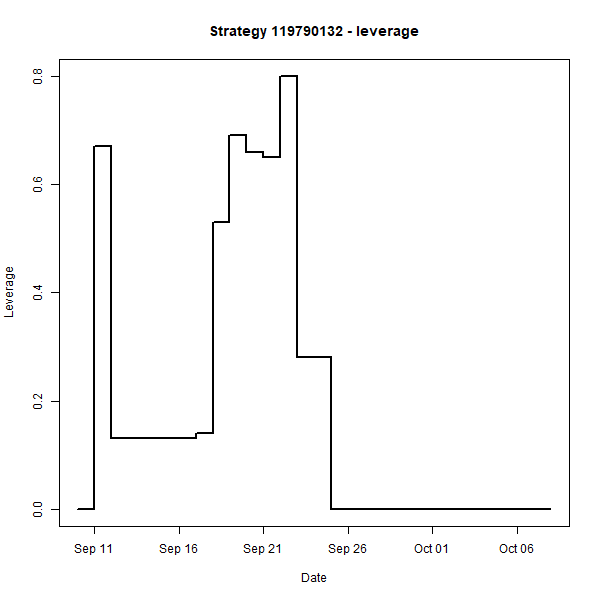 Strategy 119790132 - leverage
Leverage
0.8
0.6
0.4
0.2
0.0
Sep 11 Sep 16 Sep 21 Sep 26 Oct 01 Oct 06
Date